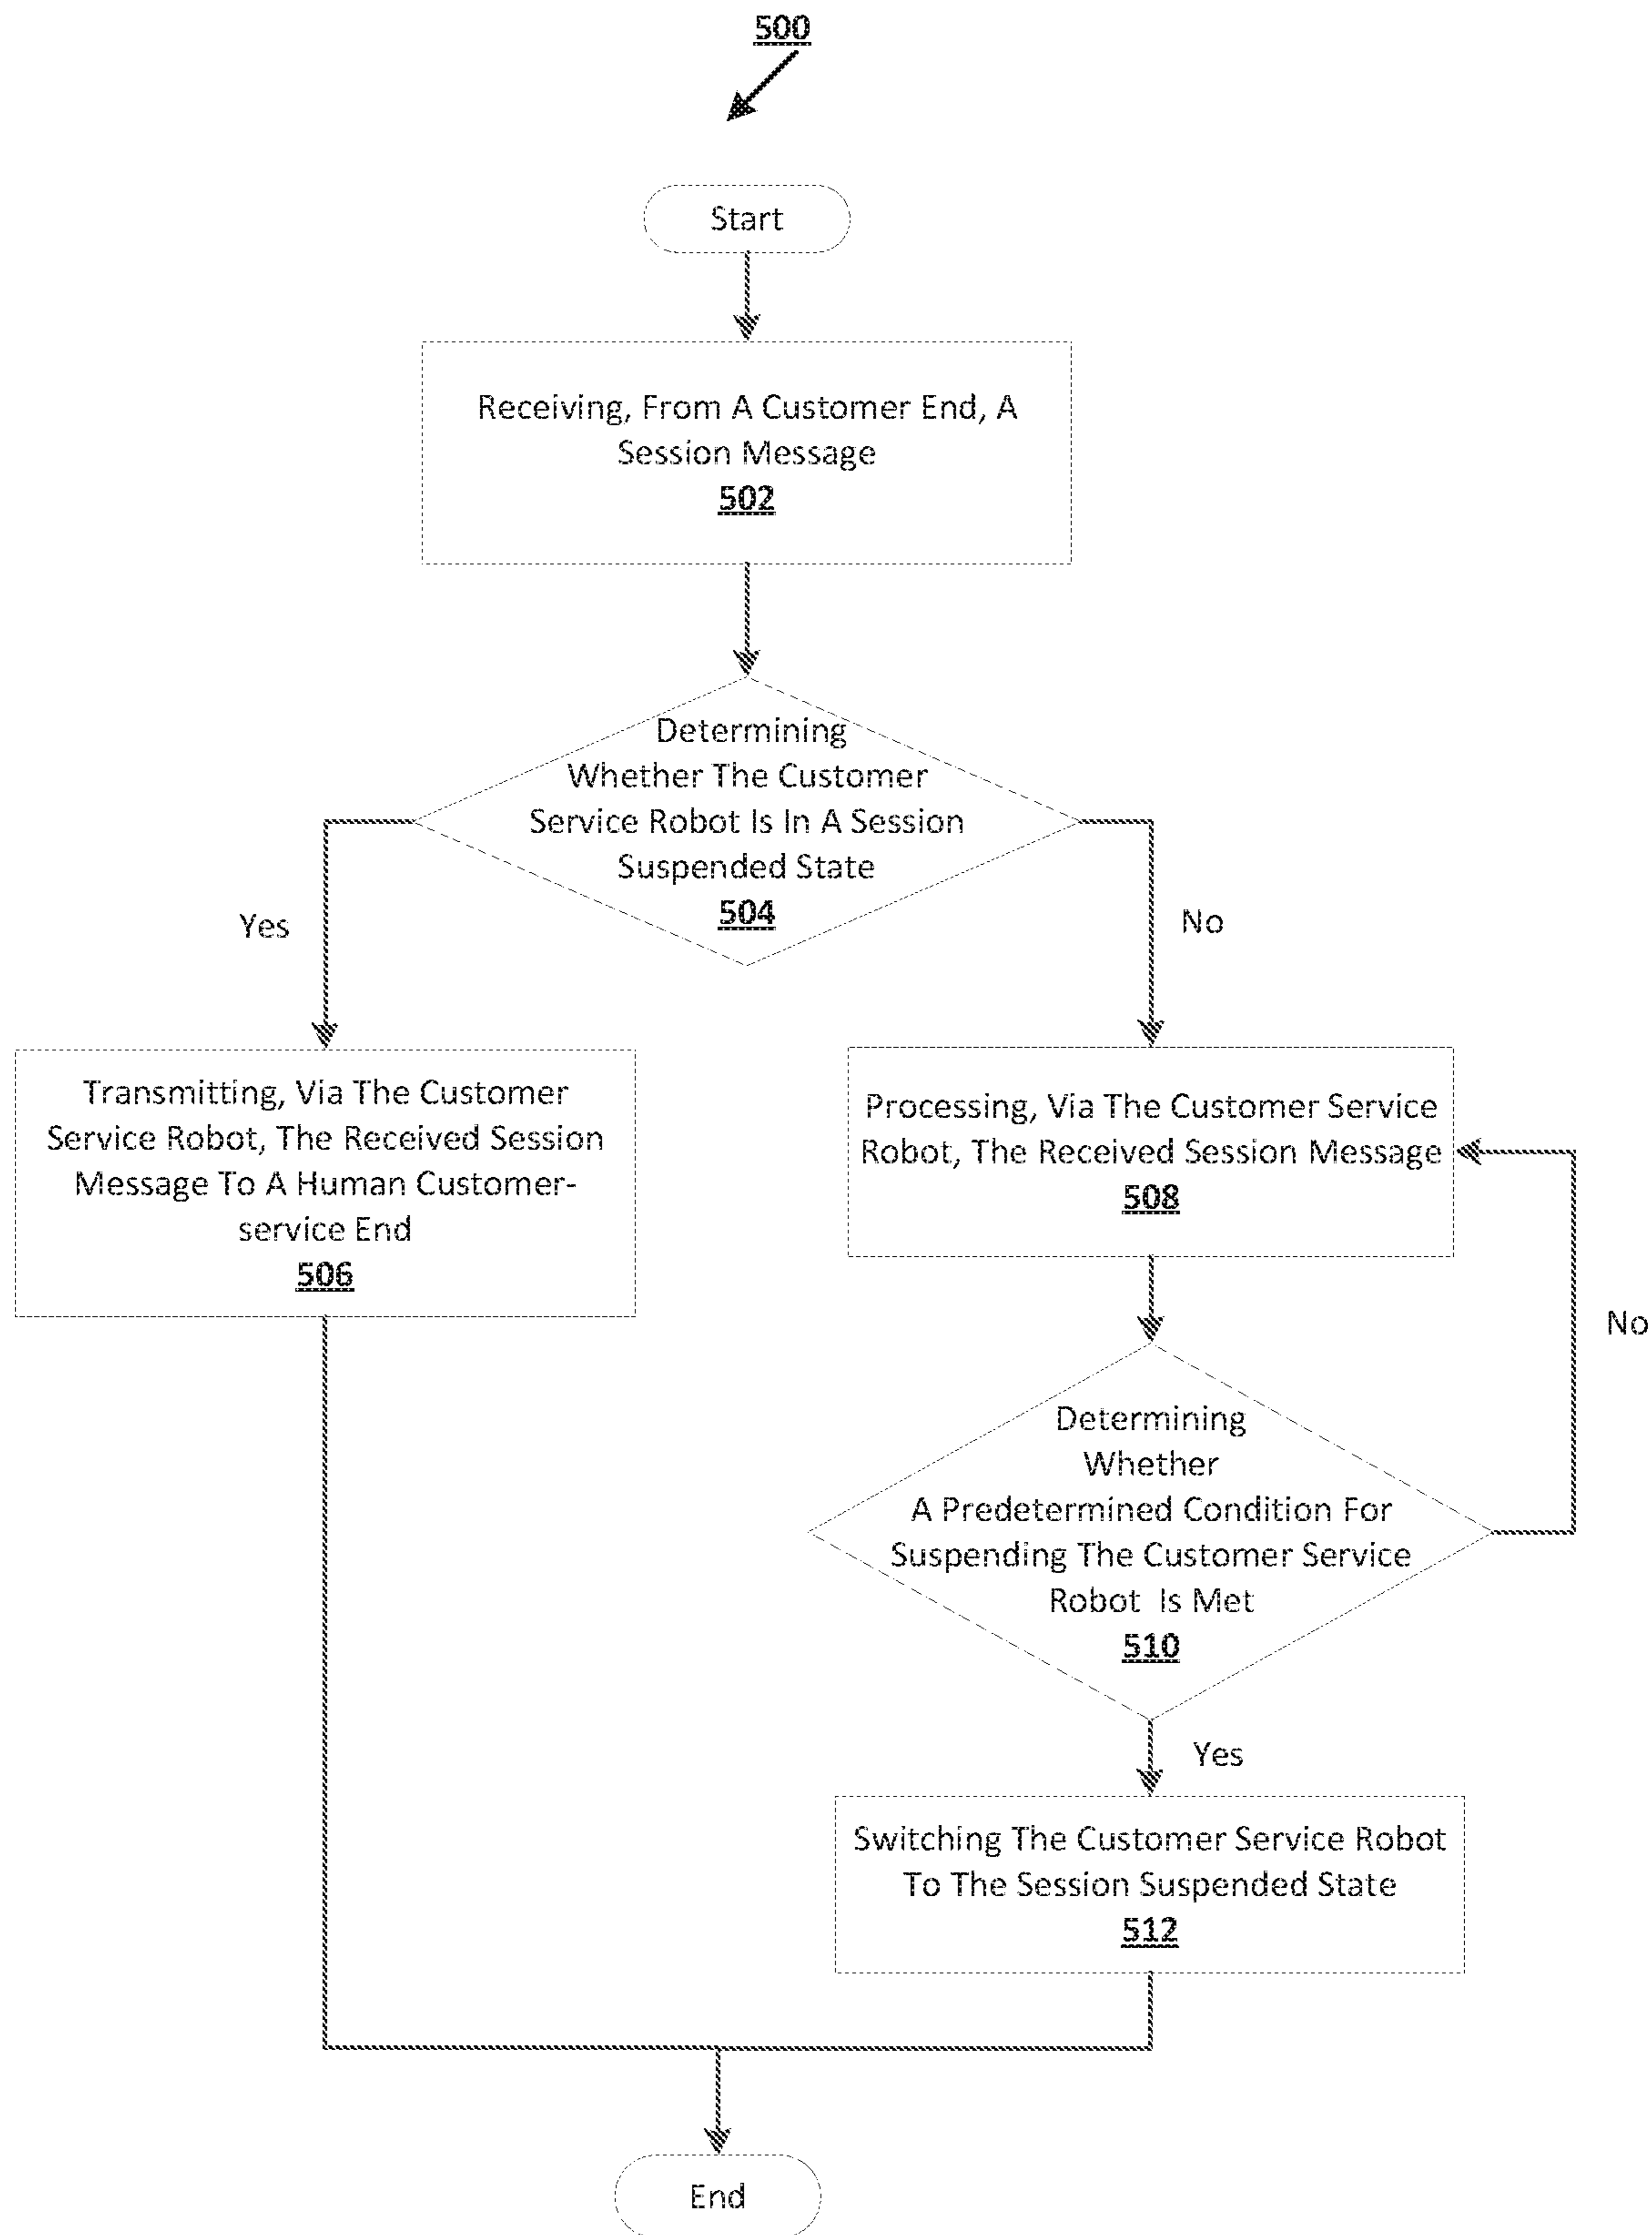 500
Start
Receiving, From A Customer End, A
Session Message
502
Determining
Whether The Customer
Service Robot Is In A Session
Suspended State
504
Yes
No
Transmitting, Via The Customer
Service Robot, The Received Session
Message To A Human Customer-
service End
506
Processing, Via The Customer Service
Robot, The Received Session Message
508
No
Determining
Whether
A Predetermined Condition For
Suspending The Customer Service
Robot Is Met
510
Yes
Switching The Customer Service Robot
To The Session Suspended State
512
End